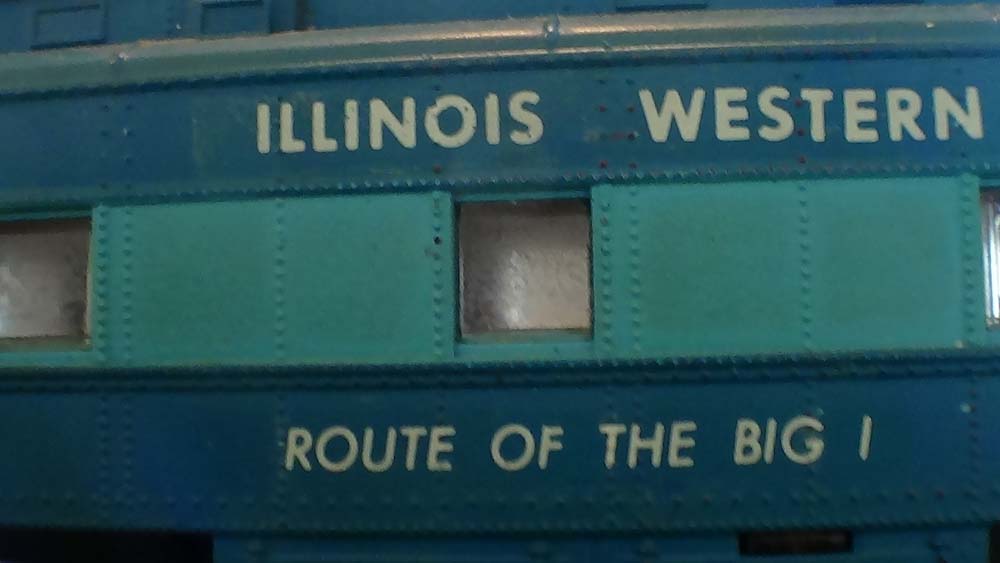 ILLINOIS WESTERN
ROUTE OF THE BIG I